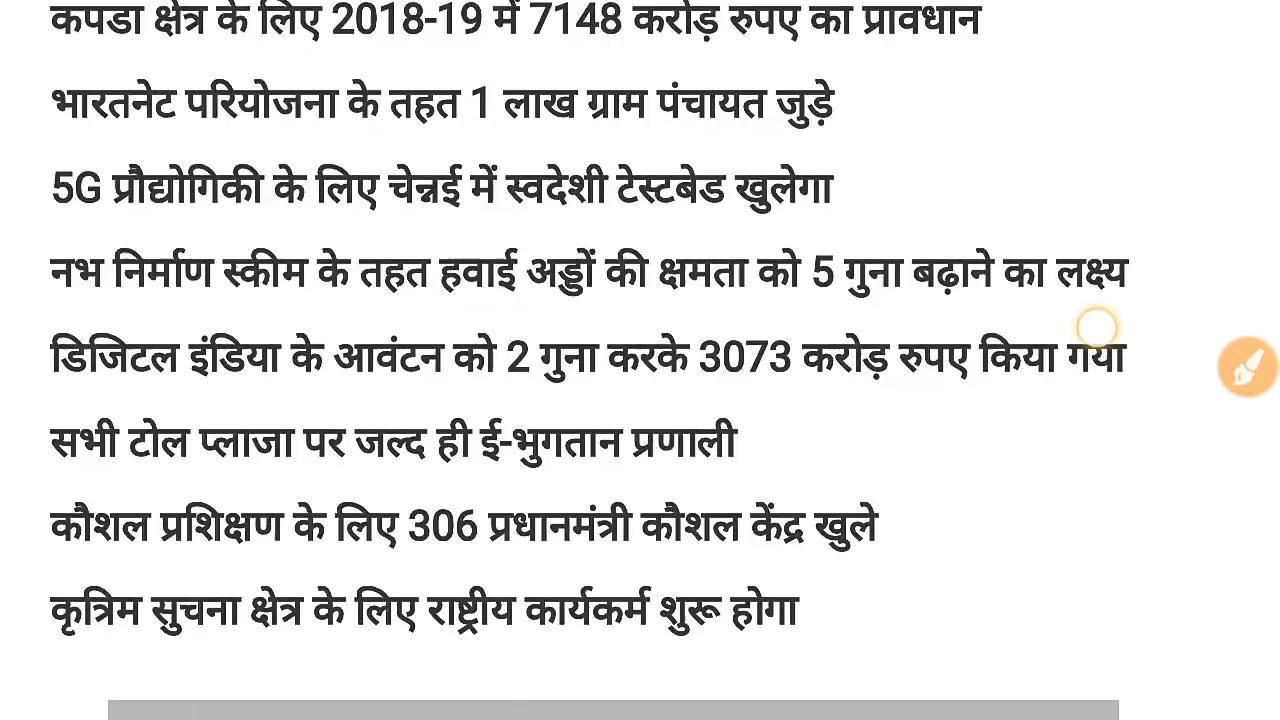 कपडा क्षेत्र के लिए 2018-19 में 7148 करोड़ रुपए का प्रावधान
भारतनेट परियोजना के तहत 1 लाख ग्राम पंचायत जुड़े
5G प्रौद्योगिकी के लिए चेन्नई में स्वदेशी टेस्टबेड खुलेगा
नभ निर्माण स्कीम के तहत हवाई अड्डों की क्षमता को 5 गुना बढ़ाने का लक्ष्य
डिजिटल इंडिया के आवंटन को 2 गुना करके 3073 करोड़ रुपए किया गया
सभी टोल प्लाजा पर जल्द ही ई-भुगतान प्रणाली
कौशल प्रशिक्षण के लिए 306 प्रधानमंत्री कौशल केंद्र खुले
कृत्रिम सुचना क्षेत्र के लिए राष्ट्रीय कार्यकर्म शुरू होगा